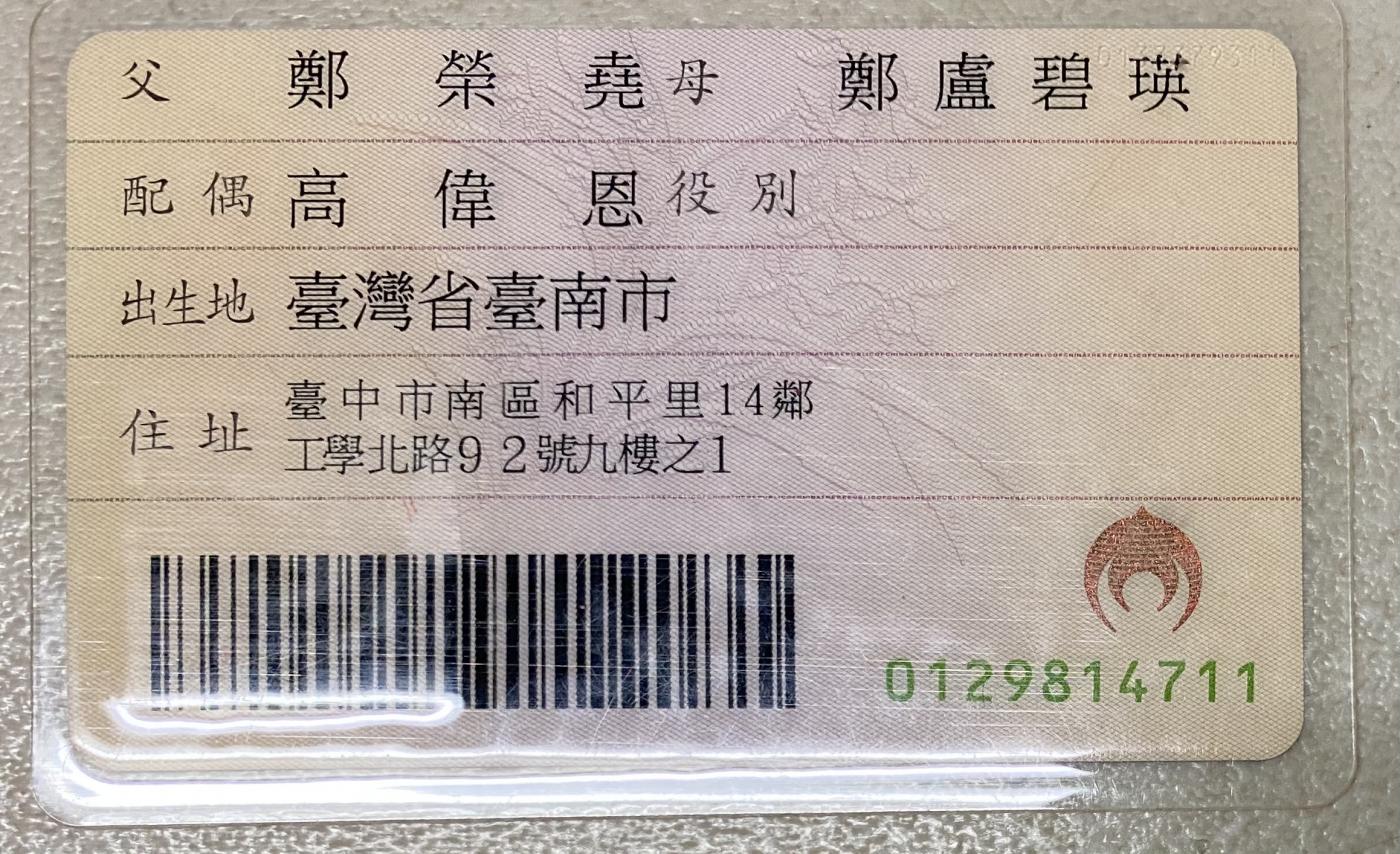 父 鄭榮堯 母 鄭盧碧瑛
配偶 高偉恩 役別
出生地 臺灣省臺南市
住址 臺中市南區和平里14鄰
工學北路92號九樓之1
0129814711